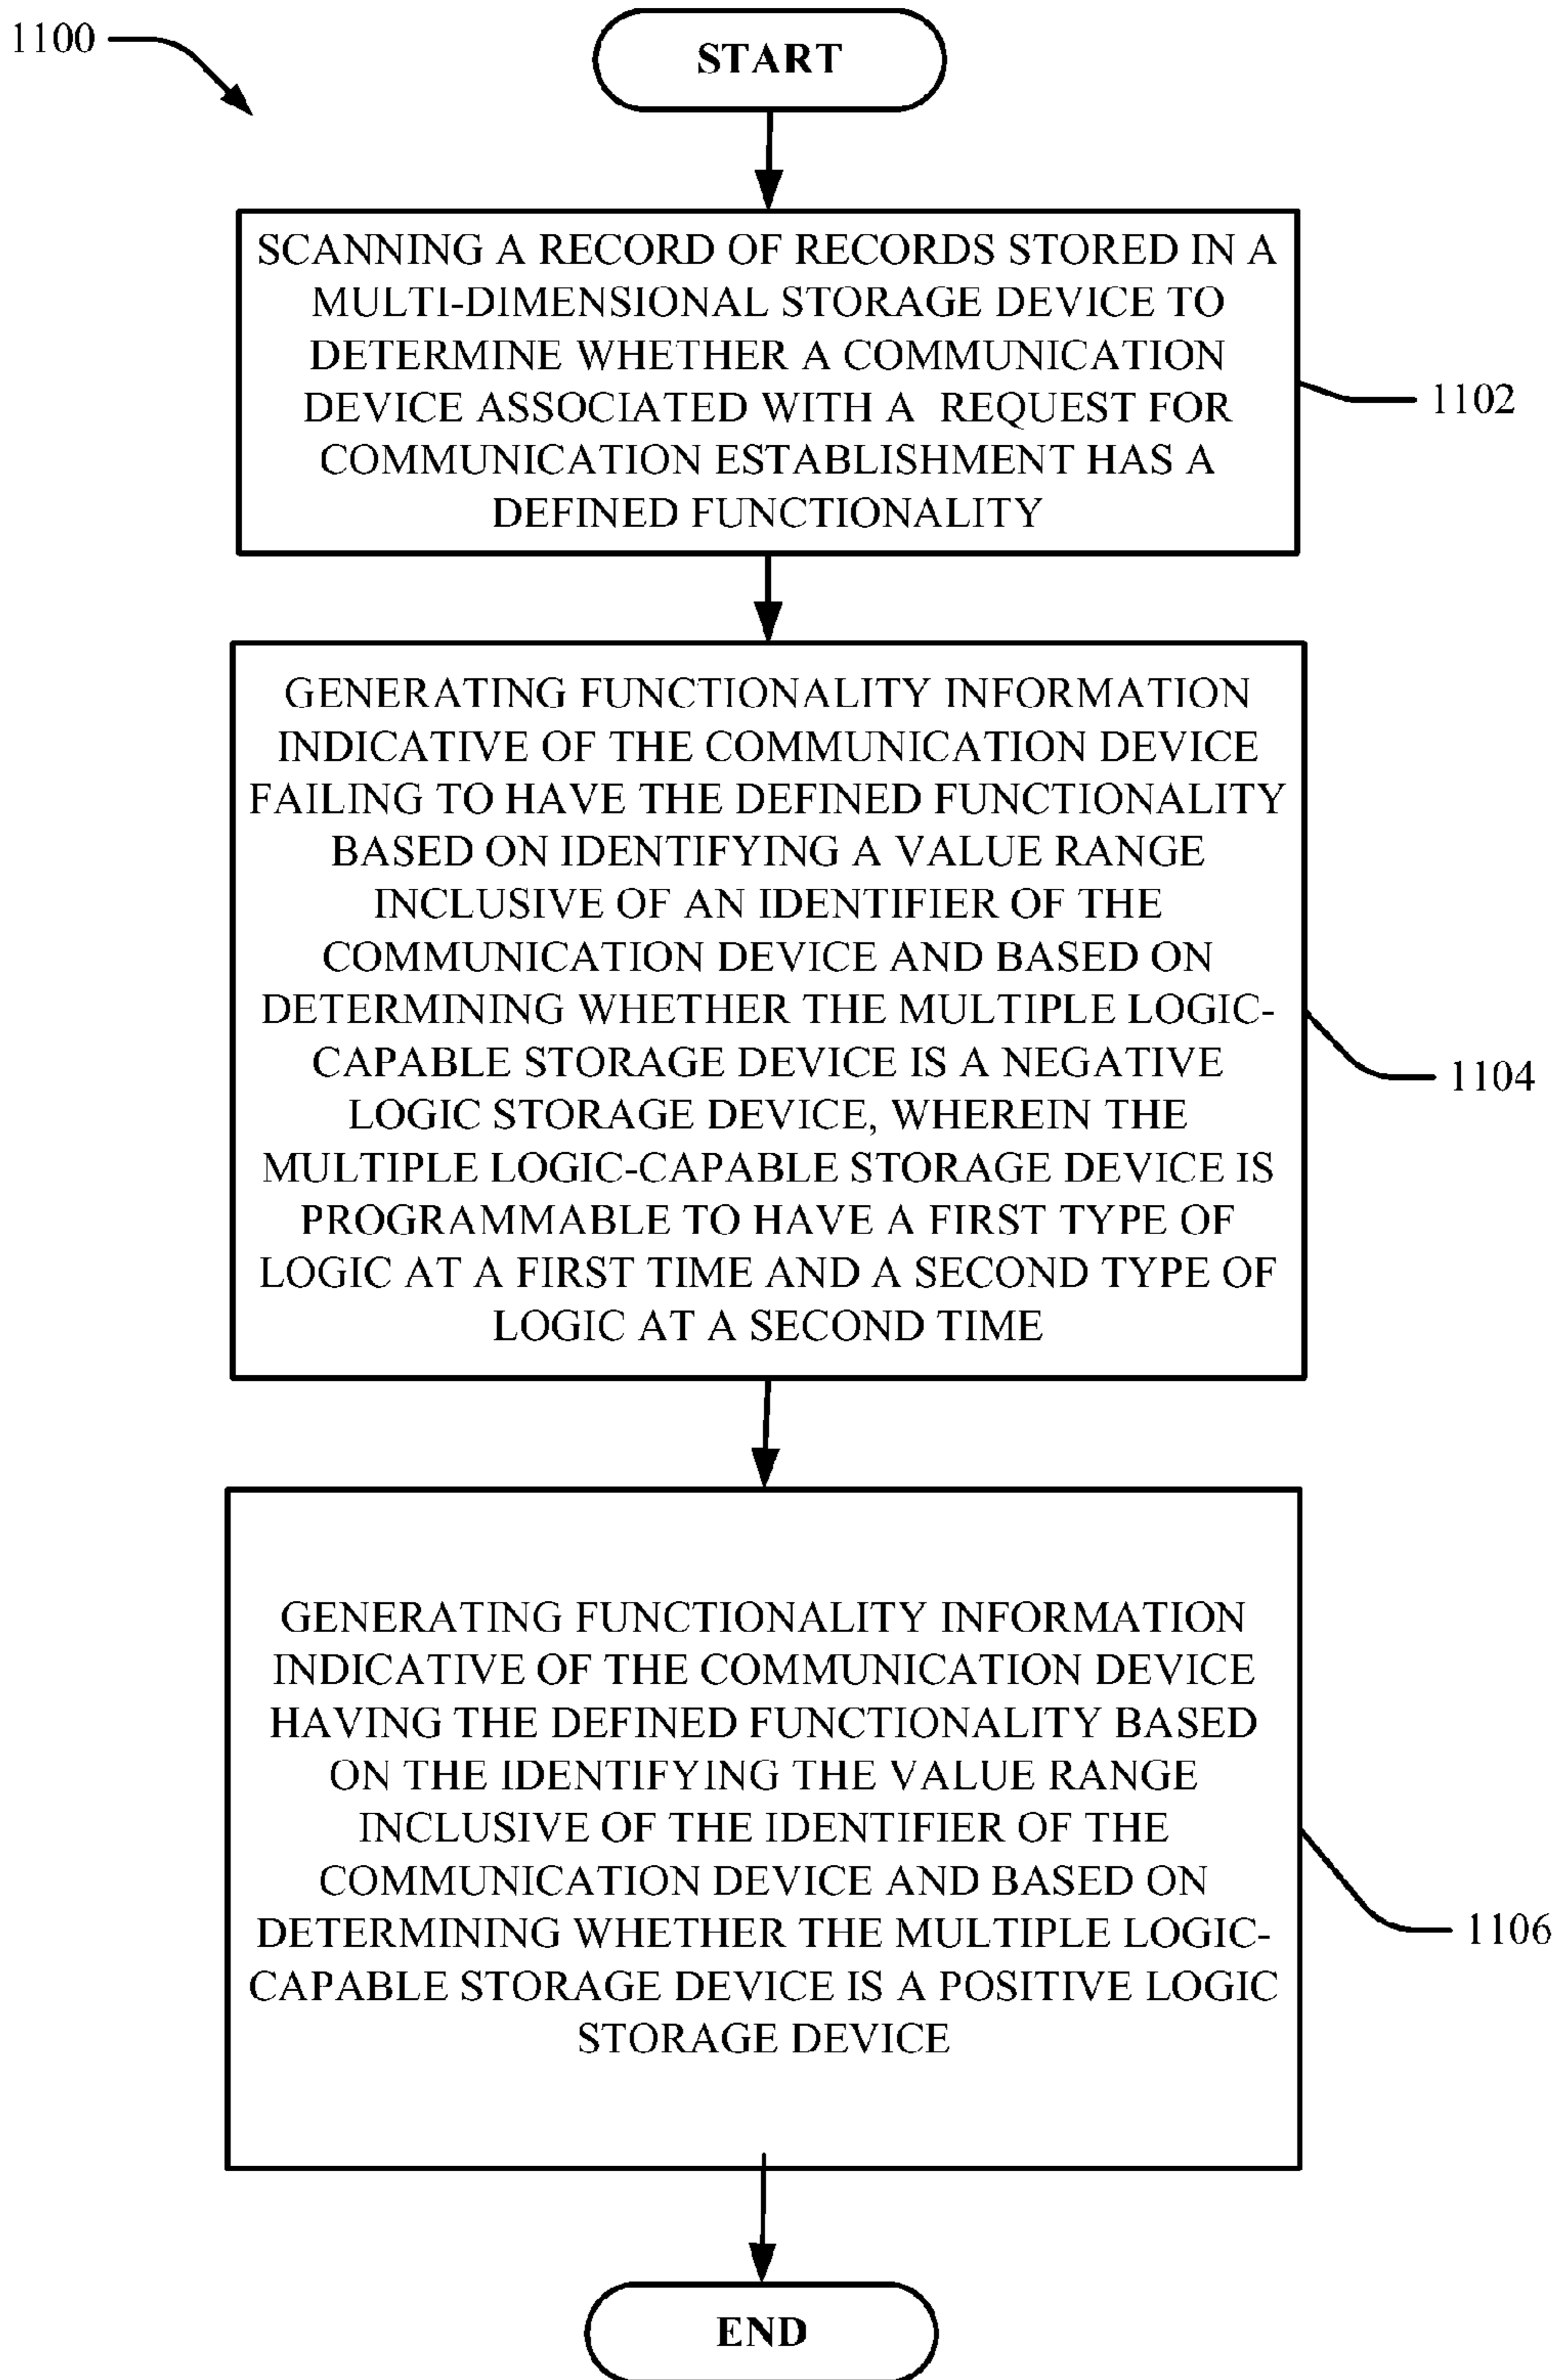 1100
START
SCANNING A RECORD OF RECORDS STORED IN A
MULTI-DIMENSIONAL STORAGE DEVICE TO
DETERMINE WHETHER A COMMUNICATION
DEVICE ASSOCIATED WITH A REQUEST FOR
COMMUNICATION ESTABLISHMENT HAS A
DEFINED FUNCTIONALITY
1102
GENERATING FUNCTIONALITY INFORMATION
INDICATIVE OF THE COMMUNICATION DEVICE
FAILING TO HAVE THE DEFINED FUNCTIONALITY
BASED ON IDENTIFYING A VALUE RANGE
INCLUSIVE OF AN IDENTIFIER OF THE
COMMUNICATION DEVICE AND BASED ON
DETERMINING WHETHER THE MULTIPLE LOGIC-
CAPABLE STORAGE DEVICE IS A NEGATIVE
LOGIC STORAGE DEVICE, WHEREIN THE
MULTIPLE LOGIC-CAPABLE STORAGE DEVICE IS
PROGRAMMABLE TO HAVE A FIRST TYPE OF
LOGIC AT A FIRST TIME AND A SECOND TYPE OF
LOGIC AT A SECOND TIME
1104
GENERATING FUNCTIONALITY INFORMATION
INDICATIVE OF THE COMMUNICATION DEVICE
HAVING THE DEFINED FUNCTIONALITY BASED
ON THE IDENTIFYING THE VALUE RANGE
INCLUSIVE OF THE IDENTIFIER OF THE
COMMUNICATION DEVICE AND BASED ON
DETERMINING WHETHER THE MULTIPLE LOGIC-
CAPABLE STORAGE DEVICE IS A POSITIVE LOGIC
STORAGE DEVICE
1106
END